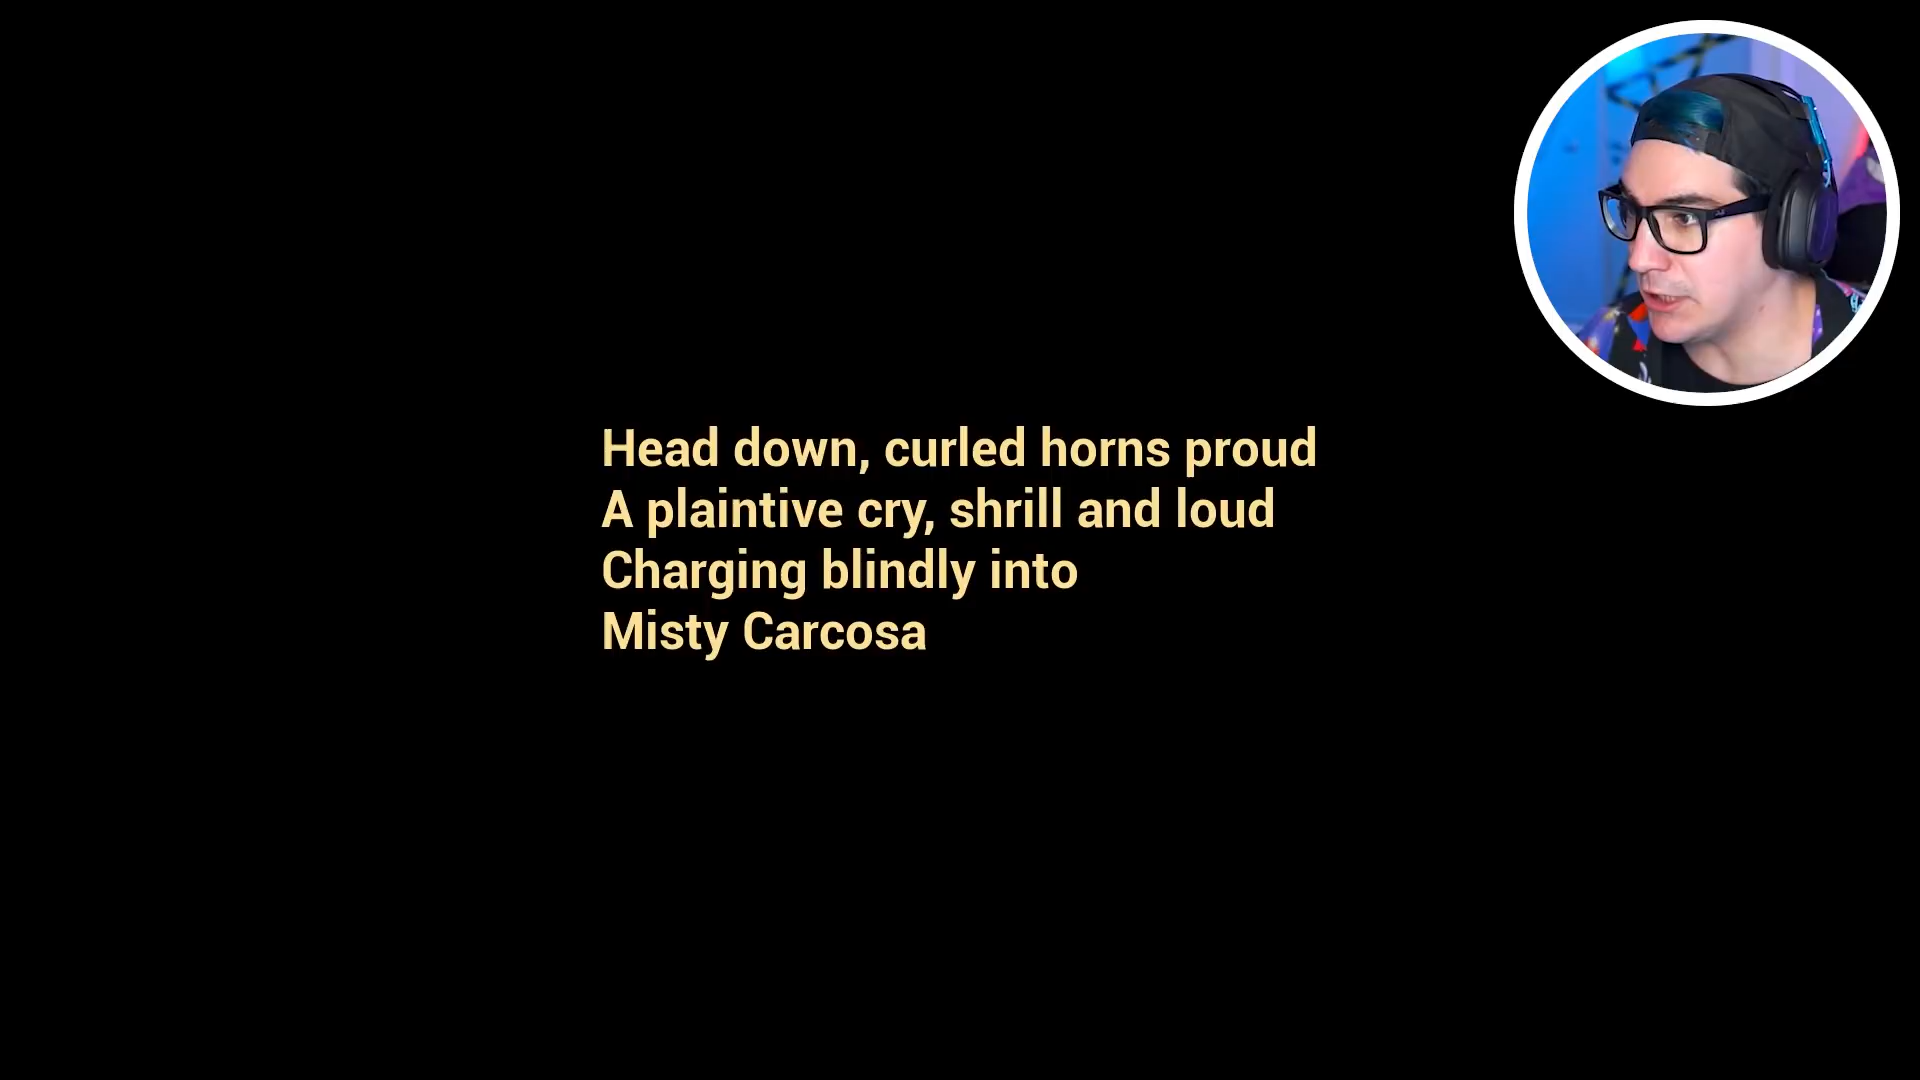 Head down, curled horns proud
A plaintive cry, shrill and loud
Charging blindly into
Misty Carcosa